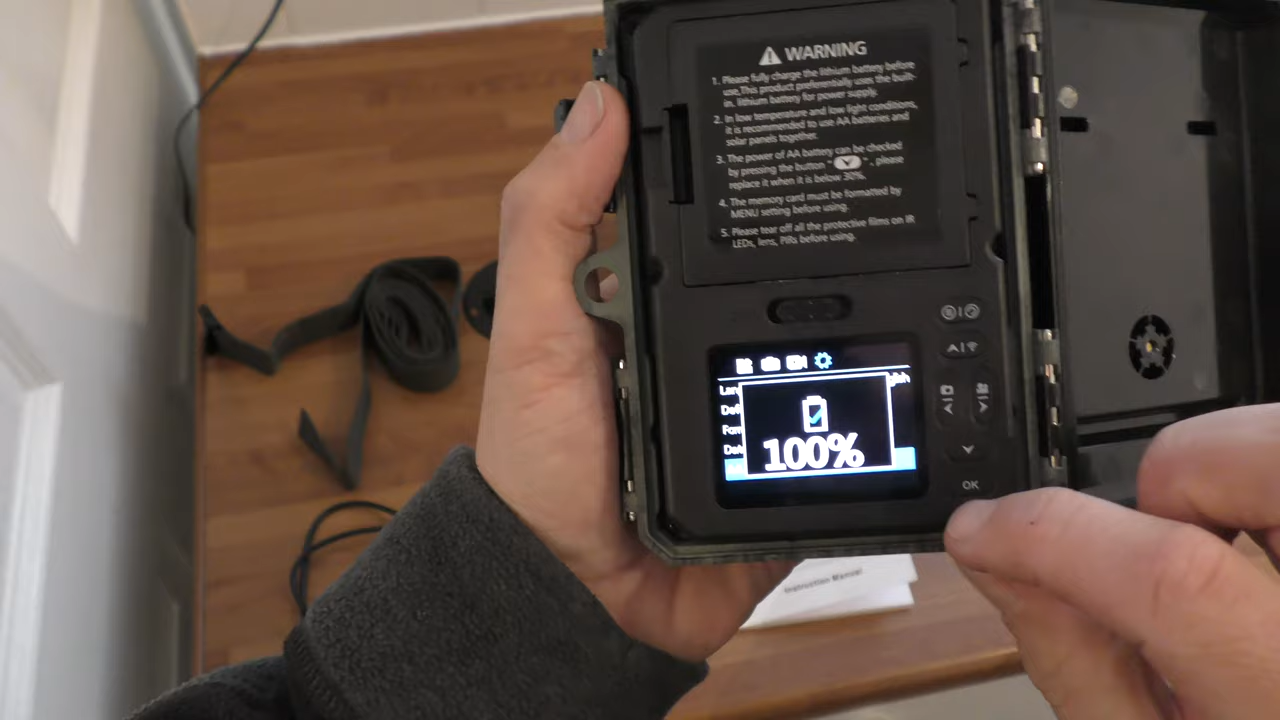 WARNING
1. Please fully charge the lithium battery before
use.This product preferentially uses the built-
in. lithium battery for power supply.
2. In low temperature and low light conditions,
it is recommended to use AA batteries and
solar panels together.
3. The power of AA battery can be checked
by pressing the button " ", please
replace it when it is below 30%.
4. The memory card must be formatted by
MENU setting before using.
5. Please tear off all the protective films on IR
LEDs, lens, PIRs before using.
100%
OK
Instruction Manual